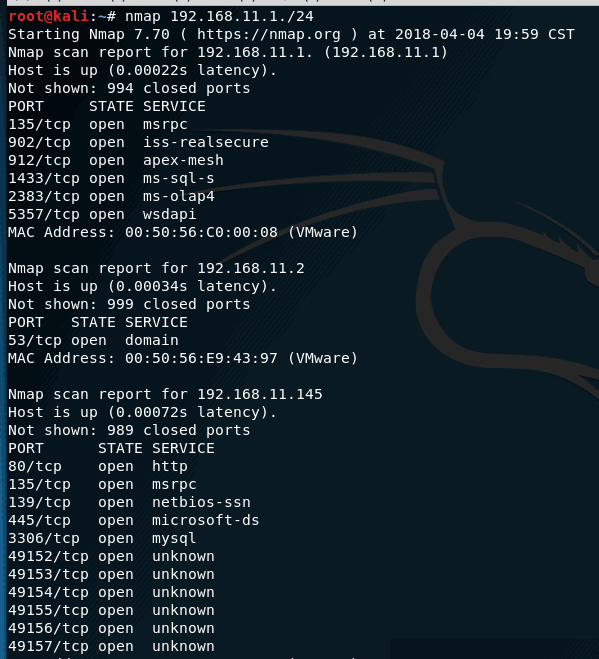 root@kali:~# nmap 192.168.11.1./24
Starting Nmap 7.70 ( https://nmap.org ) at 2018-04-04 19:59 CST
Nmap scan report for 192.168.11.1. (192.168.11.1)
Host is up (0.00022s latency).
Not shown: 994 closed ports
PORT     STATE SERVICE
135/tcp  open  msrpc
902/tcp  open  iss-realsecure
912/tcp  open  apex-mesh
1433/tcp open  ms-sql-s
2383/tcp open  ms-olap4
5357/tcp open  wsdapi
MAC Address: 00:50:56:C0:00:08 (VMware)

Nmap scan report for 192.168.11.2
Host is up (0.00034s latency).
Not shown: 999 closed ports
PORT   STATE SERVICE
53/tcp open  domain
MAC Address: 00:50:56:E9:43:97 (VMware)

Nmap scan report for 192.168.11.145
Host is up (0.00072s latency).
Not shown: 989 closed ports
PORT      STATE SERVICE
80/tcp    open  http
135/tcp   open  msrpc
139/tcp   open  netbios-ssn
445/tcp   open  microsoft-ds
3306/tcp  open  mysql
49152/tcp open  unknown
49153/tcp open  unknown
49154/tcp open  unknown
49155/tcp open  unknown
49156/tcp open  unknown
49157/tcp open  unknown